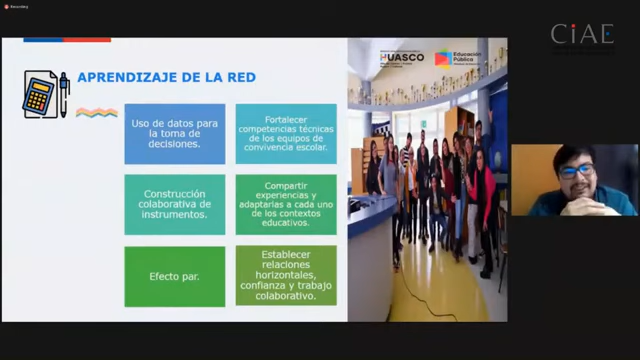 Recording
CIAE
APRENDIZAJE DE LA RED
HUASCO
Educación
Pública
Uso de datos para
la toma de
decisiones.
Fortalecer
competencias técnicas
de los equipos de
convivencia escolar.
Construcción
colaborativa de
instrumentos.
Compartir
experiencias y
adaptarlas a cada uno
de los contextos
educativos.
Efecto par.
Establecer
relaciones
horizontales,
confianza y trabajo
colaborativo.